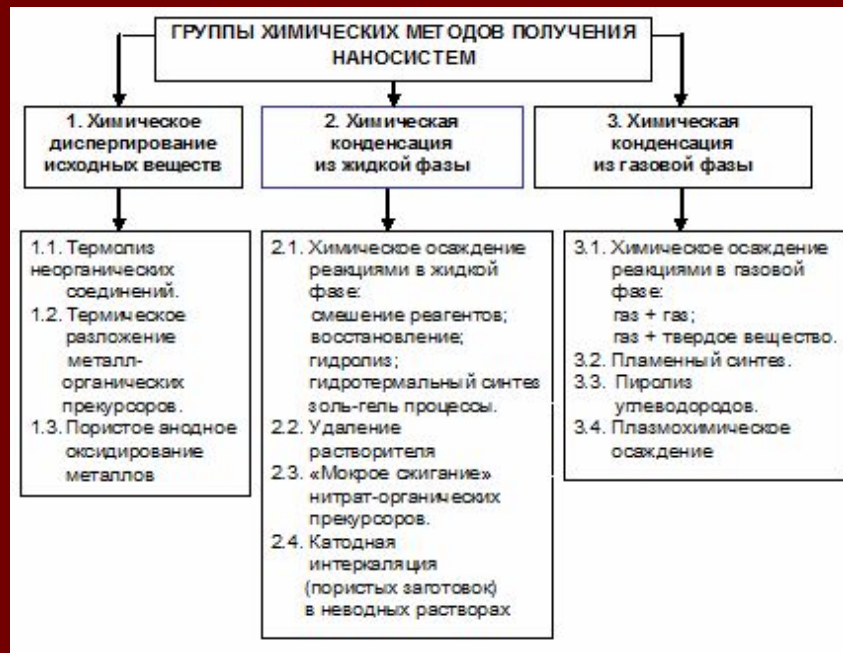 ГРУППЫ ХИМИЧЕСКИХ МЕТОДОВ ПОЛУЧЕНИЯ
НАНОСИСТЕМ
1. Химическое
диспергирование
исходных веществ
2. Химическая
конденсация
из жидкой фазы
3. Химическая
конденсация
из газовой фазы
1.1. Термолиз
неорганических
соединений.
1.2. Термическое
разложение
металл-
органических
прекурсоров.
1.3. Пористое анодное
оксидирование
металлов
2.1. Химическое осаждение
реакциями в жидкой
фазе:
смешение реагентов;
восстановление;
гидролиз;
гидротермальный синтез
золь-гель процессы.
2.2. Удаление
растворителя
2.3. «Мокрое сжигание»
нитрат-органических
прекурсоров.
2.4. Катодная
интеркаляция
(пористых заготовок)
в неводных растворах
3.1. Химическое осаждение
реакциями в газовой
фазе:
газ + газ;
газ + твердое вещество.
3.2. Пламенный синтез.
3.3. Пиролиз
углеводородов.
3.4. Плазмохимическое
осаждение